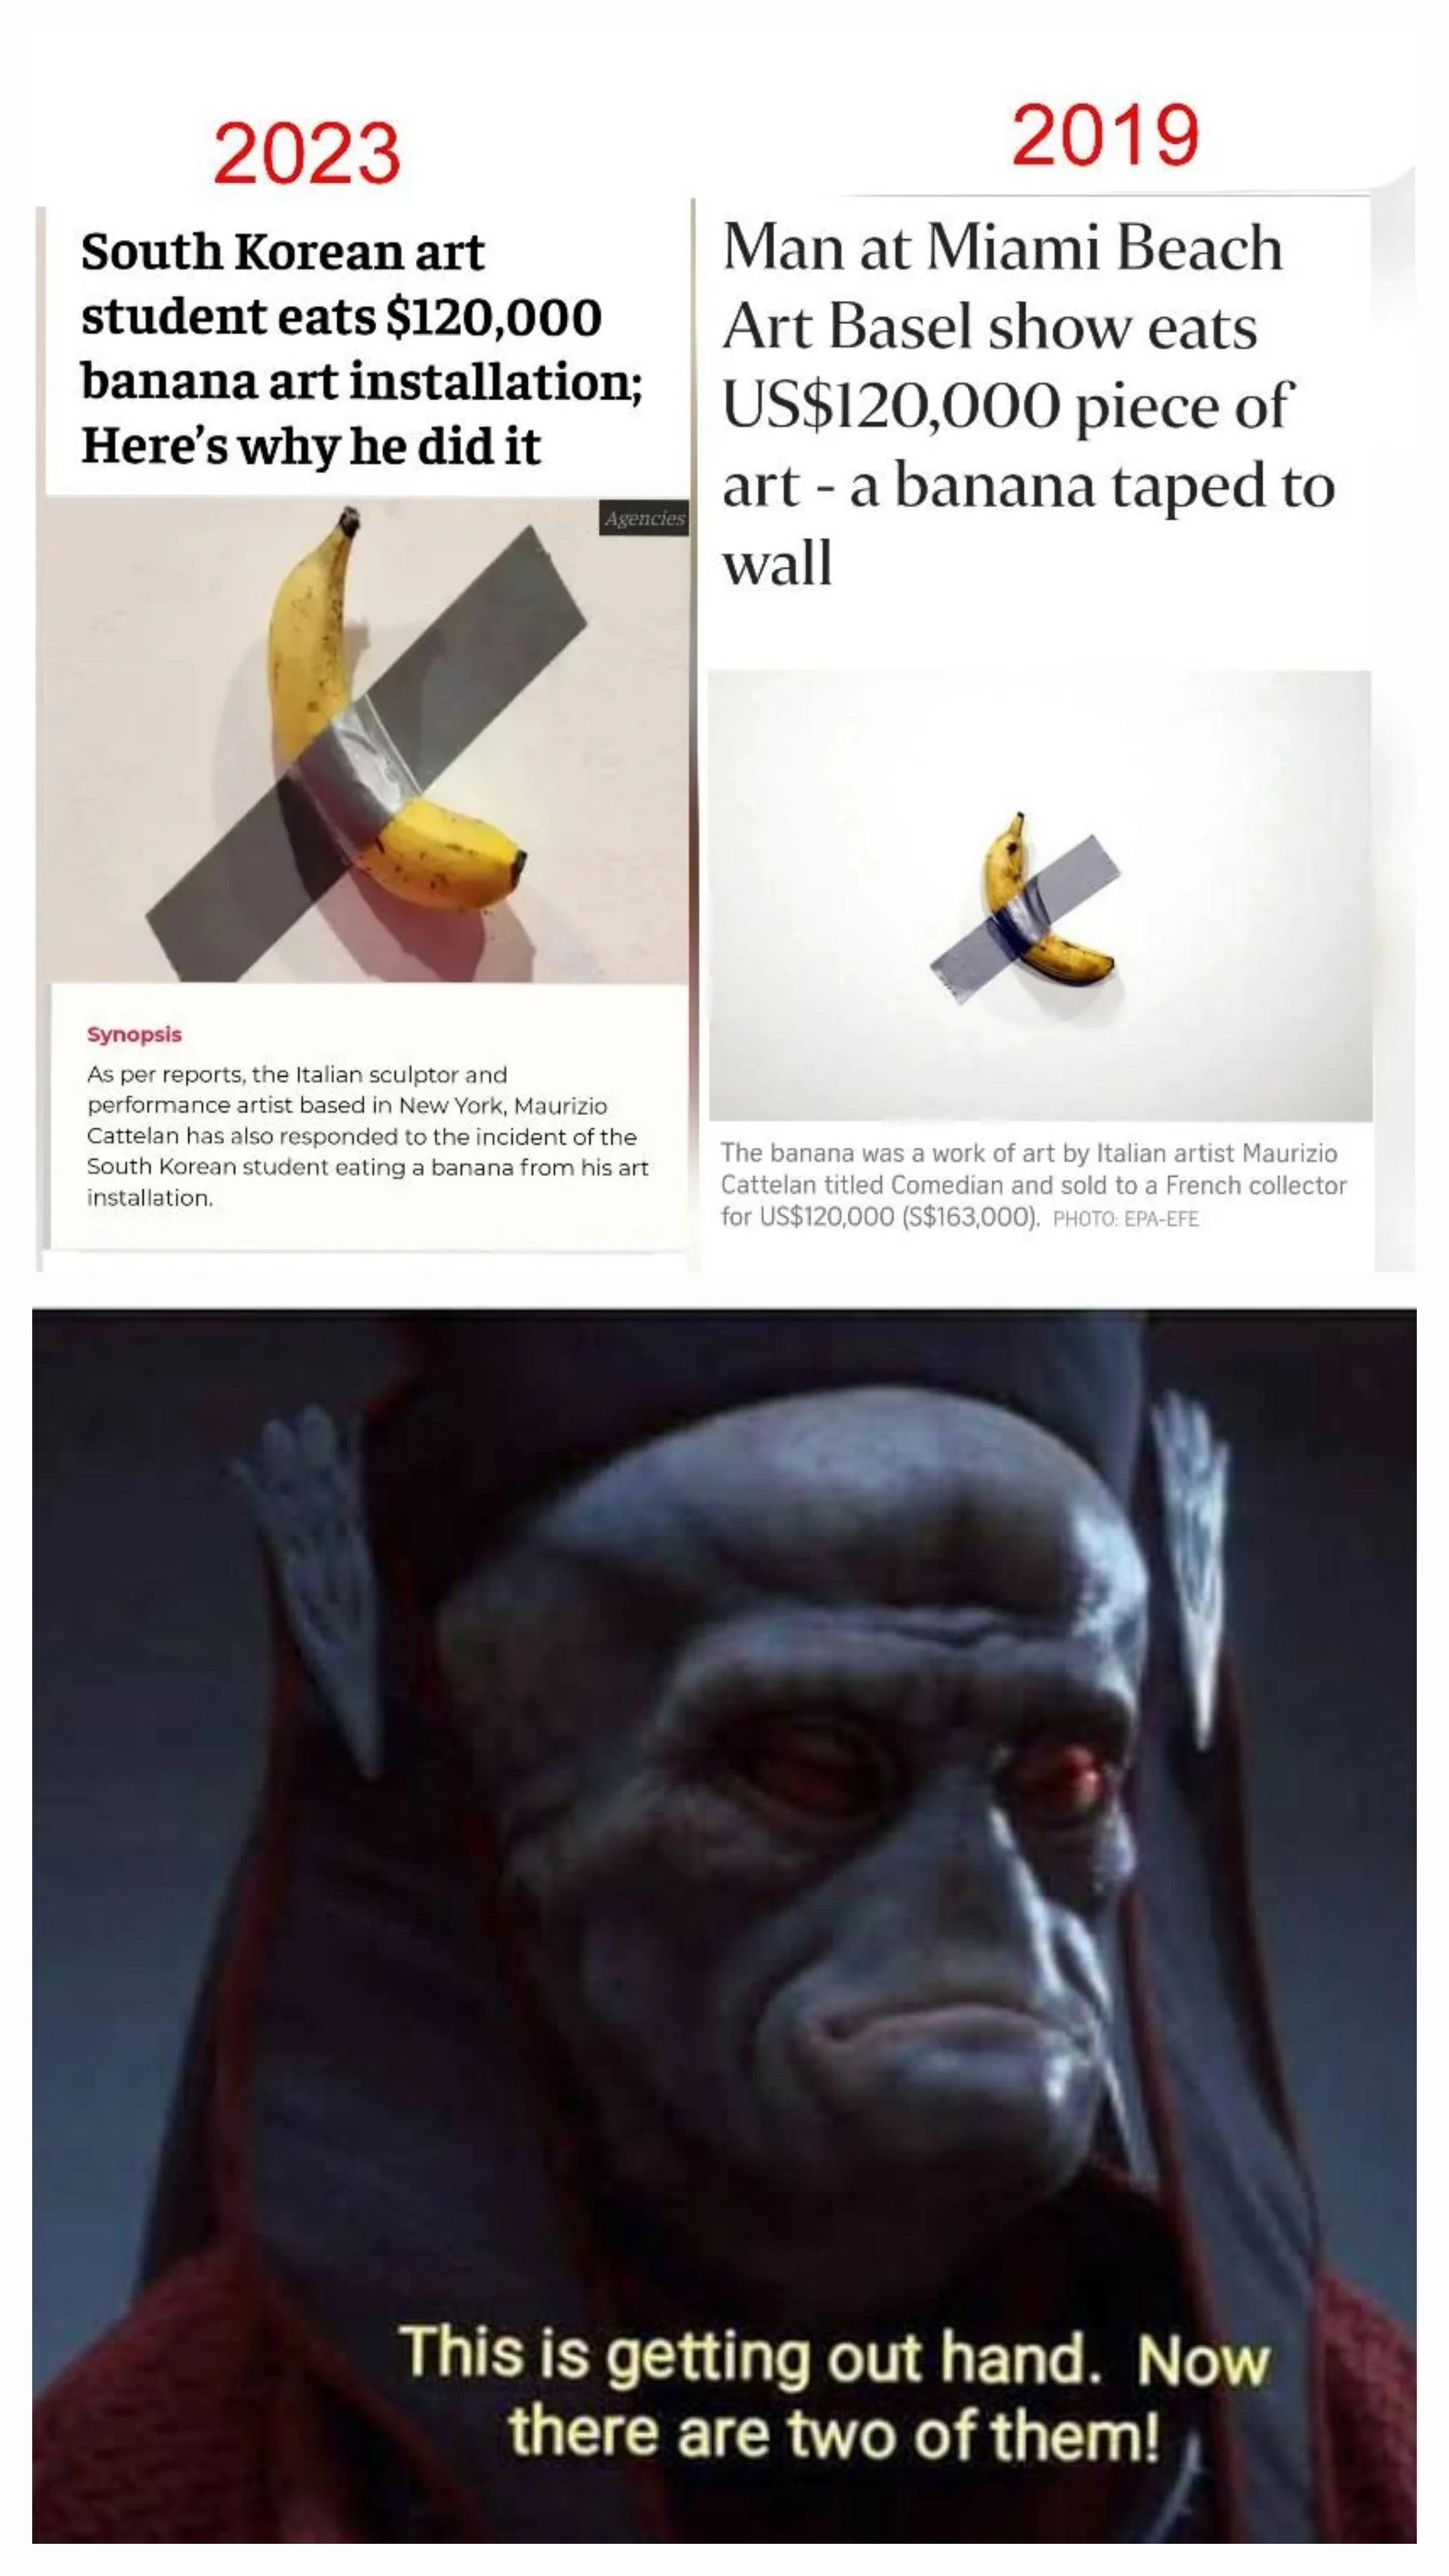 2023
South Korean art
student eats $120,000
banana art installation;
Here's why he did it
Agencies
Synopsis
As per reports, the Italian sculptor and
performance artist based in New York, Maurizio
Cattelan has also responded to the incident of the
South Korean student eating a banana from his art
installation.
2019
Man at Miami Beach
Art Basel show eats
US$120,000 piece of
art - a banana taped to
wall
The banana was a work of art by Italian artist Maurizio
Cattelan titled Comedian and sold to a French collector
for US$120,000 (S$163,000). PHOTO: EPA-EFE
This is getting out hand. Now
there are two of them!